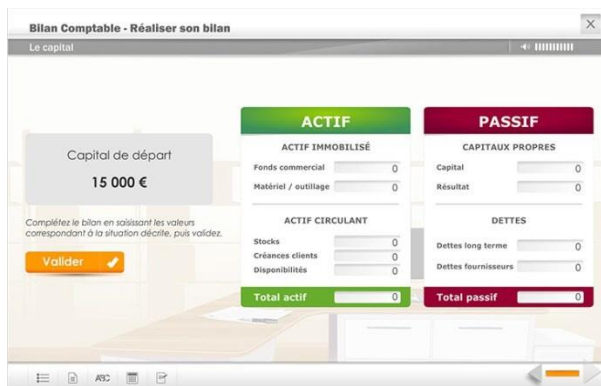 Bilan Comptable - Réaliser son bilan
Le capital
Capital de départ
15 000 €
Complétez le bilan en saisissant les valeurs
correspondant à la situation décrite, puis validez.
Valider
ACTIF
ACTIF IMMOBILISÉ
Fonds commercial 0
Matériel / outillage 0
ACTIF CIRCULANT
Stocks 0
Créances clients 0
Disponibilités 0
Total actif 0
PASSIF
CAPITAUX PROPRES
Capital 0
Résultat 0
DETTES
Dettes long terme 0
Dettes fournisseurs 0
Total passif 0
ABC